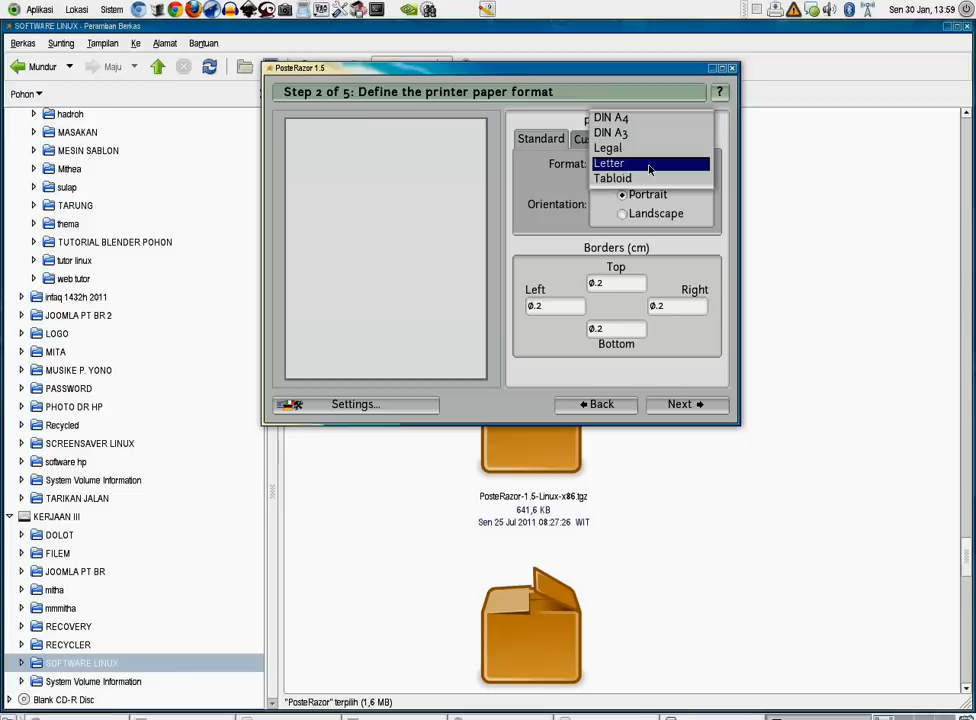 Aplikasi Lokasi Sistem
Sen 30 Jan, 13:59
SOFTWARE LINUX - Peramban Berkas
Berkas Sunting Tampilan Ke Alamat Bantuan
Mundur Maju
Pohon
hadroh
MASAKAN
MESIN SABLON
Mithea
sulap
TARUNG
thema
TUTORIAL BLENDER POHON
tutor linux
web tutor
infaq 1432h 2011
JOOMLA PT BR 2
LOGO
MITA
MUSIKE P. YONO
PASSWORD
PHOTO DR HP
Recycled
SCREENSAVER LINUX
software hp
System Volume Information
TARIKAN JALAN
KERJAAN III
DOLOT
FILEM
JOOMLA PT BR
mitha
mmmitha
RECOVERY
RECYCLER
SOFTWARE LINUX
System Volume Information
Blank CD-R Disc
PosteRazor 1.5
Step 2 of 5: Define the printer paper format
?
Standard
Format:
DIN A4
DIN A3
Legal
Letter
Tabloid
Orientation:
Portrait
Landscape
Borders (cm)
Top
0.2
Left Right
0.2 0.2
0.2
Bottom
Settings...
Back Next
PosteRazor-1.5-Linux-x86.tgz
641,6 KB
Sen 25 Jul 2011 08:27:26 WIT
"PosteRazor" terpilih (1,6 MB)